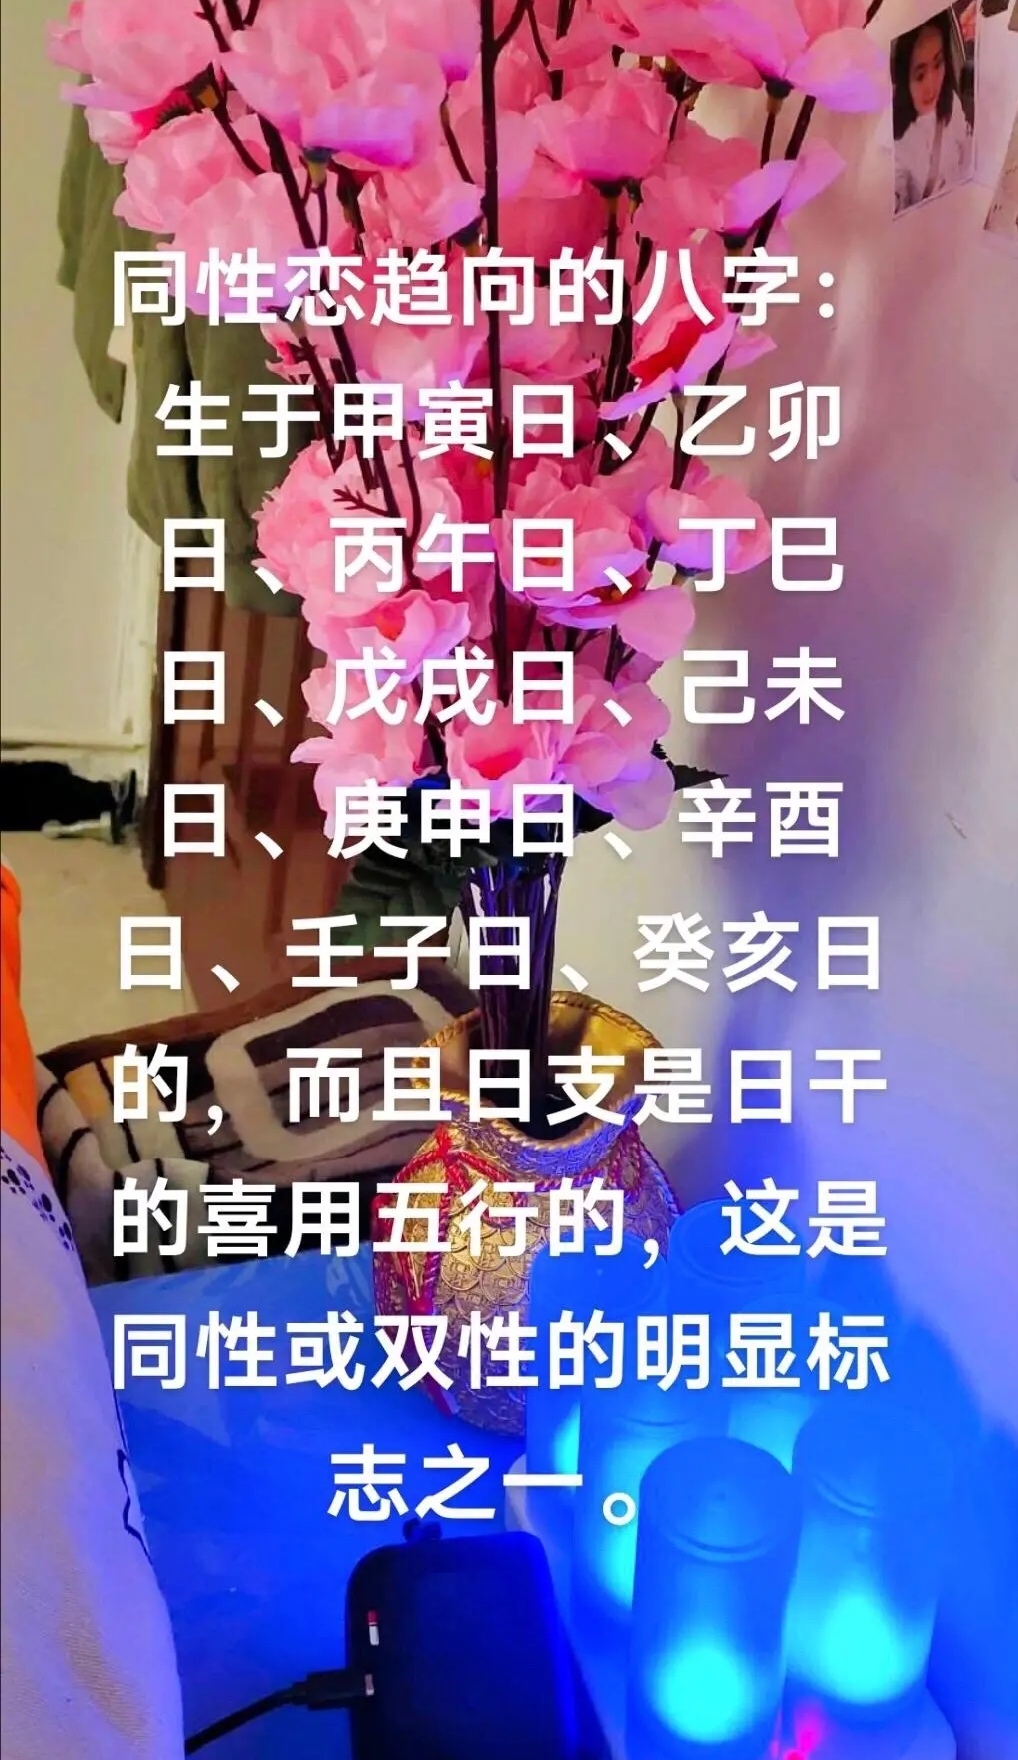 同性恋趋向的八字：
生于甲寅日、乙卯
日、丙午日、丁巳
日、戊戌日、己未
日、庚申日、辛酉
日、壬子日、癸亥日
的，而且日支是日干
的喜用五行的，这是
同性或双性的明显标
志之一。